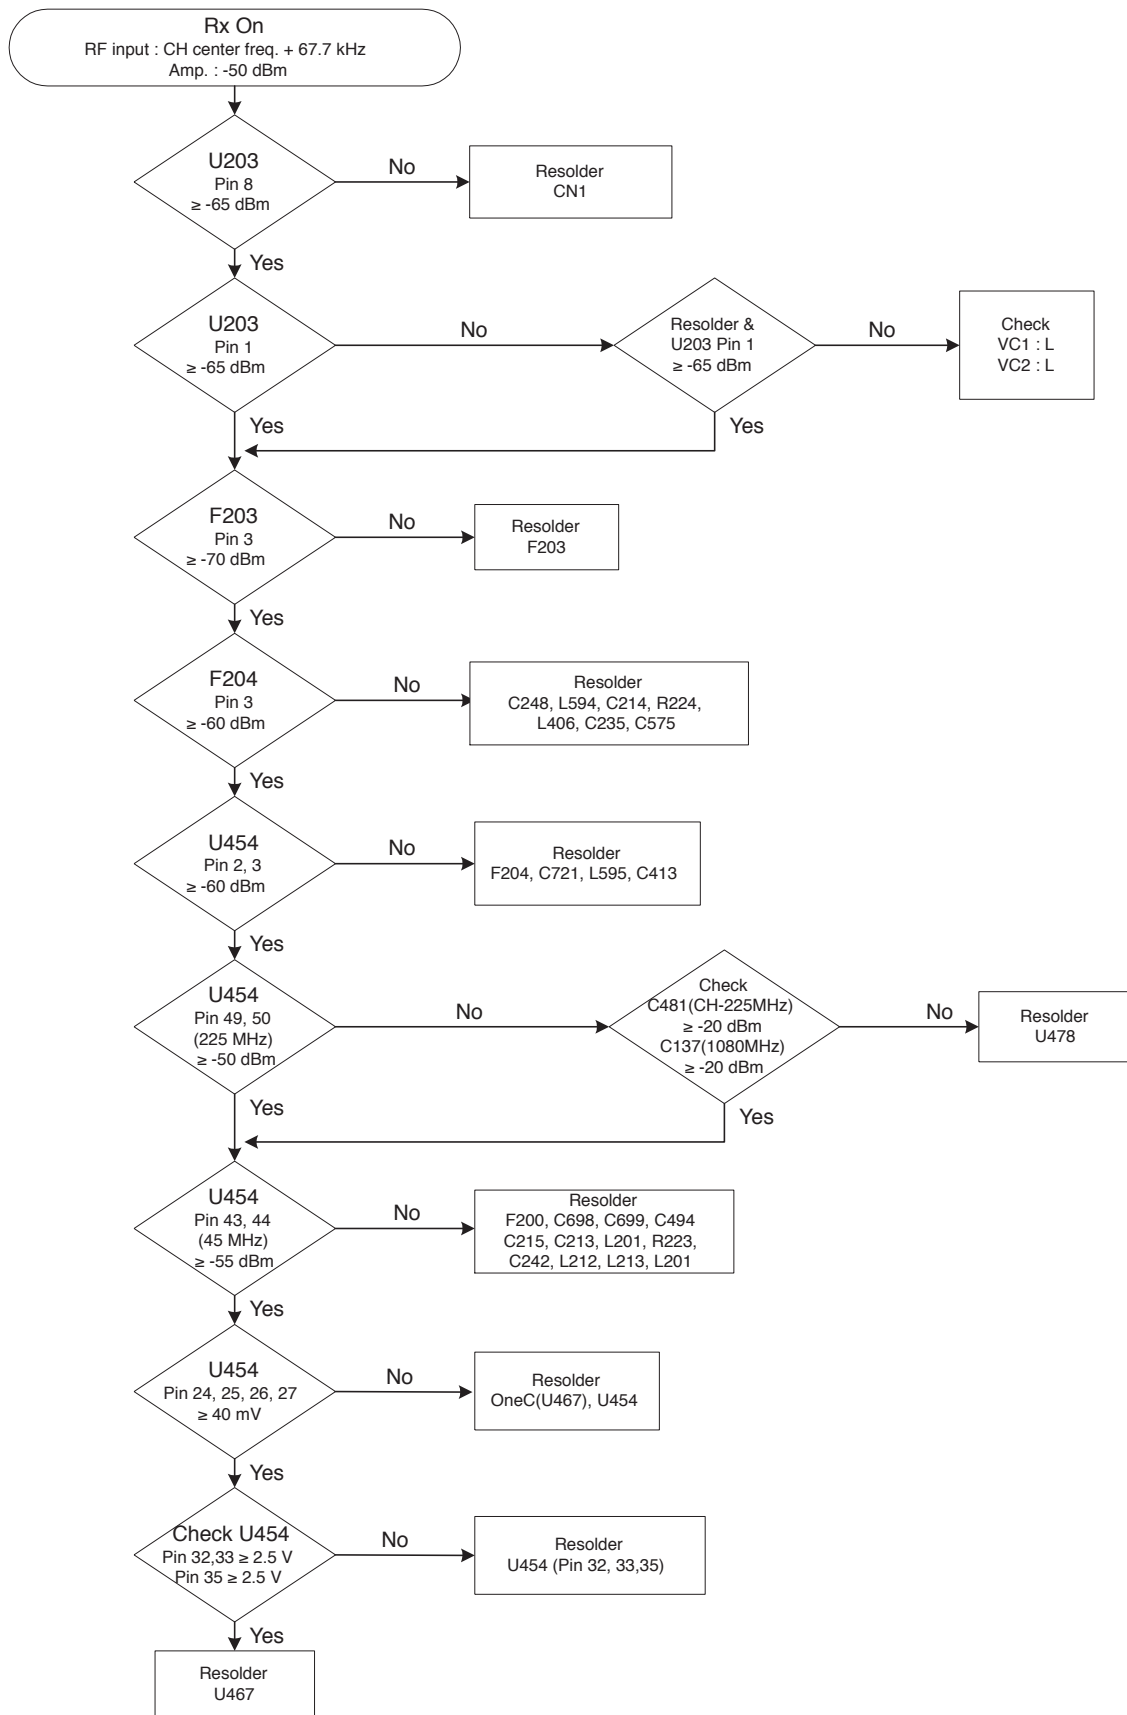 Rx On
RF input : CH center freq. + 67.7 kHz
Amp. : -50 dBm
U203
Pin 8
≥ -65 dBm
No
Resolder
CN1
Yes
U203
Pin 1
≥ -65 dBm
No
Resolder &
U203 Pin 1
≥ -65 dBm
No
Check
VC1 : L
VC2 : L
Yes
Yes
F203
Pin 3
≥ -70 dBm
No
Resolder
F203
Yes
F204
Pin 3
≥ -60 dBm
No
Resolder
C248, L594, C214, R224,
L406, C235, C575
Yes
U454
Pin 2, 3
≥ -60 dBm
No
Resolder
F204, C721, L595, C413
Yes
U454
Pin 49, 50
(225 MHz)
≥ -50 dBm
No
Check
C481(CH-225MHz)
≥ -20 dBm
C137(1080MHz)
≥ -20 dBm
No
Resolder
U478
Yes
Yes
U454
Pin 43, 44
(45 MHz)
≥ -55 dBm
No
Resolder
F200, C698, C699, C494
C215, C213, L201, R223,
C242, L212, L213, L201
Yes
U454
Pin 24, 25, 26, 27
≥ 40 mV
No
Resolder
OneC(U467), U454
Yes
Check U454
Pin 32,33 ≥ 2.5 V
Pin 35 ≥ 2.5 V
No
Resolder
U454 (Pin 32, 33,35)
Yes
Resolder
U467